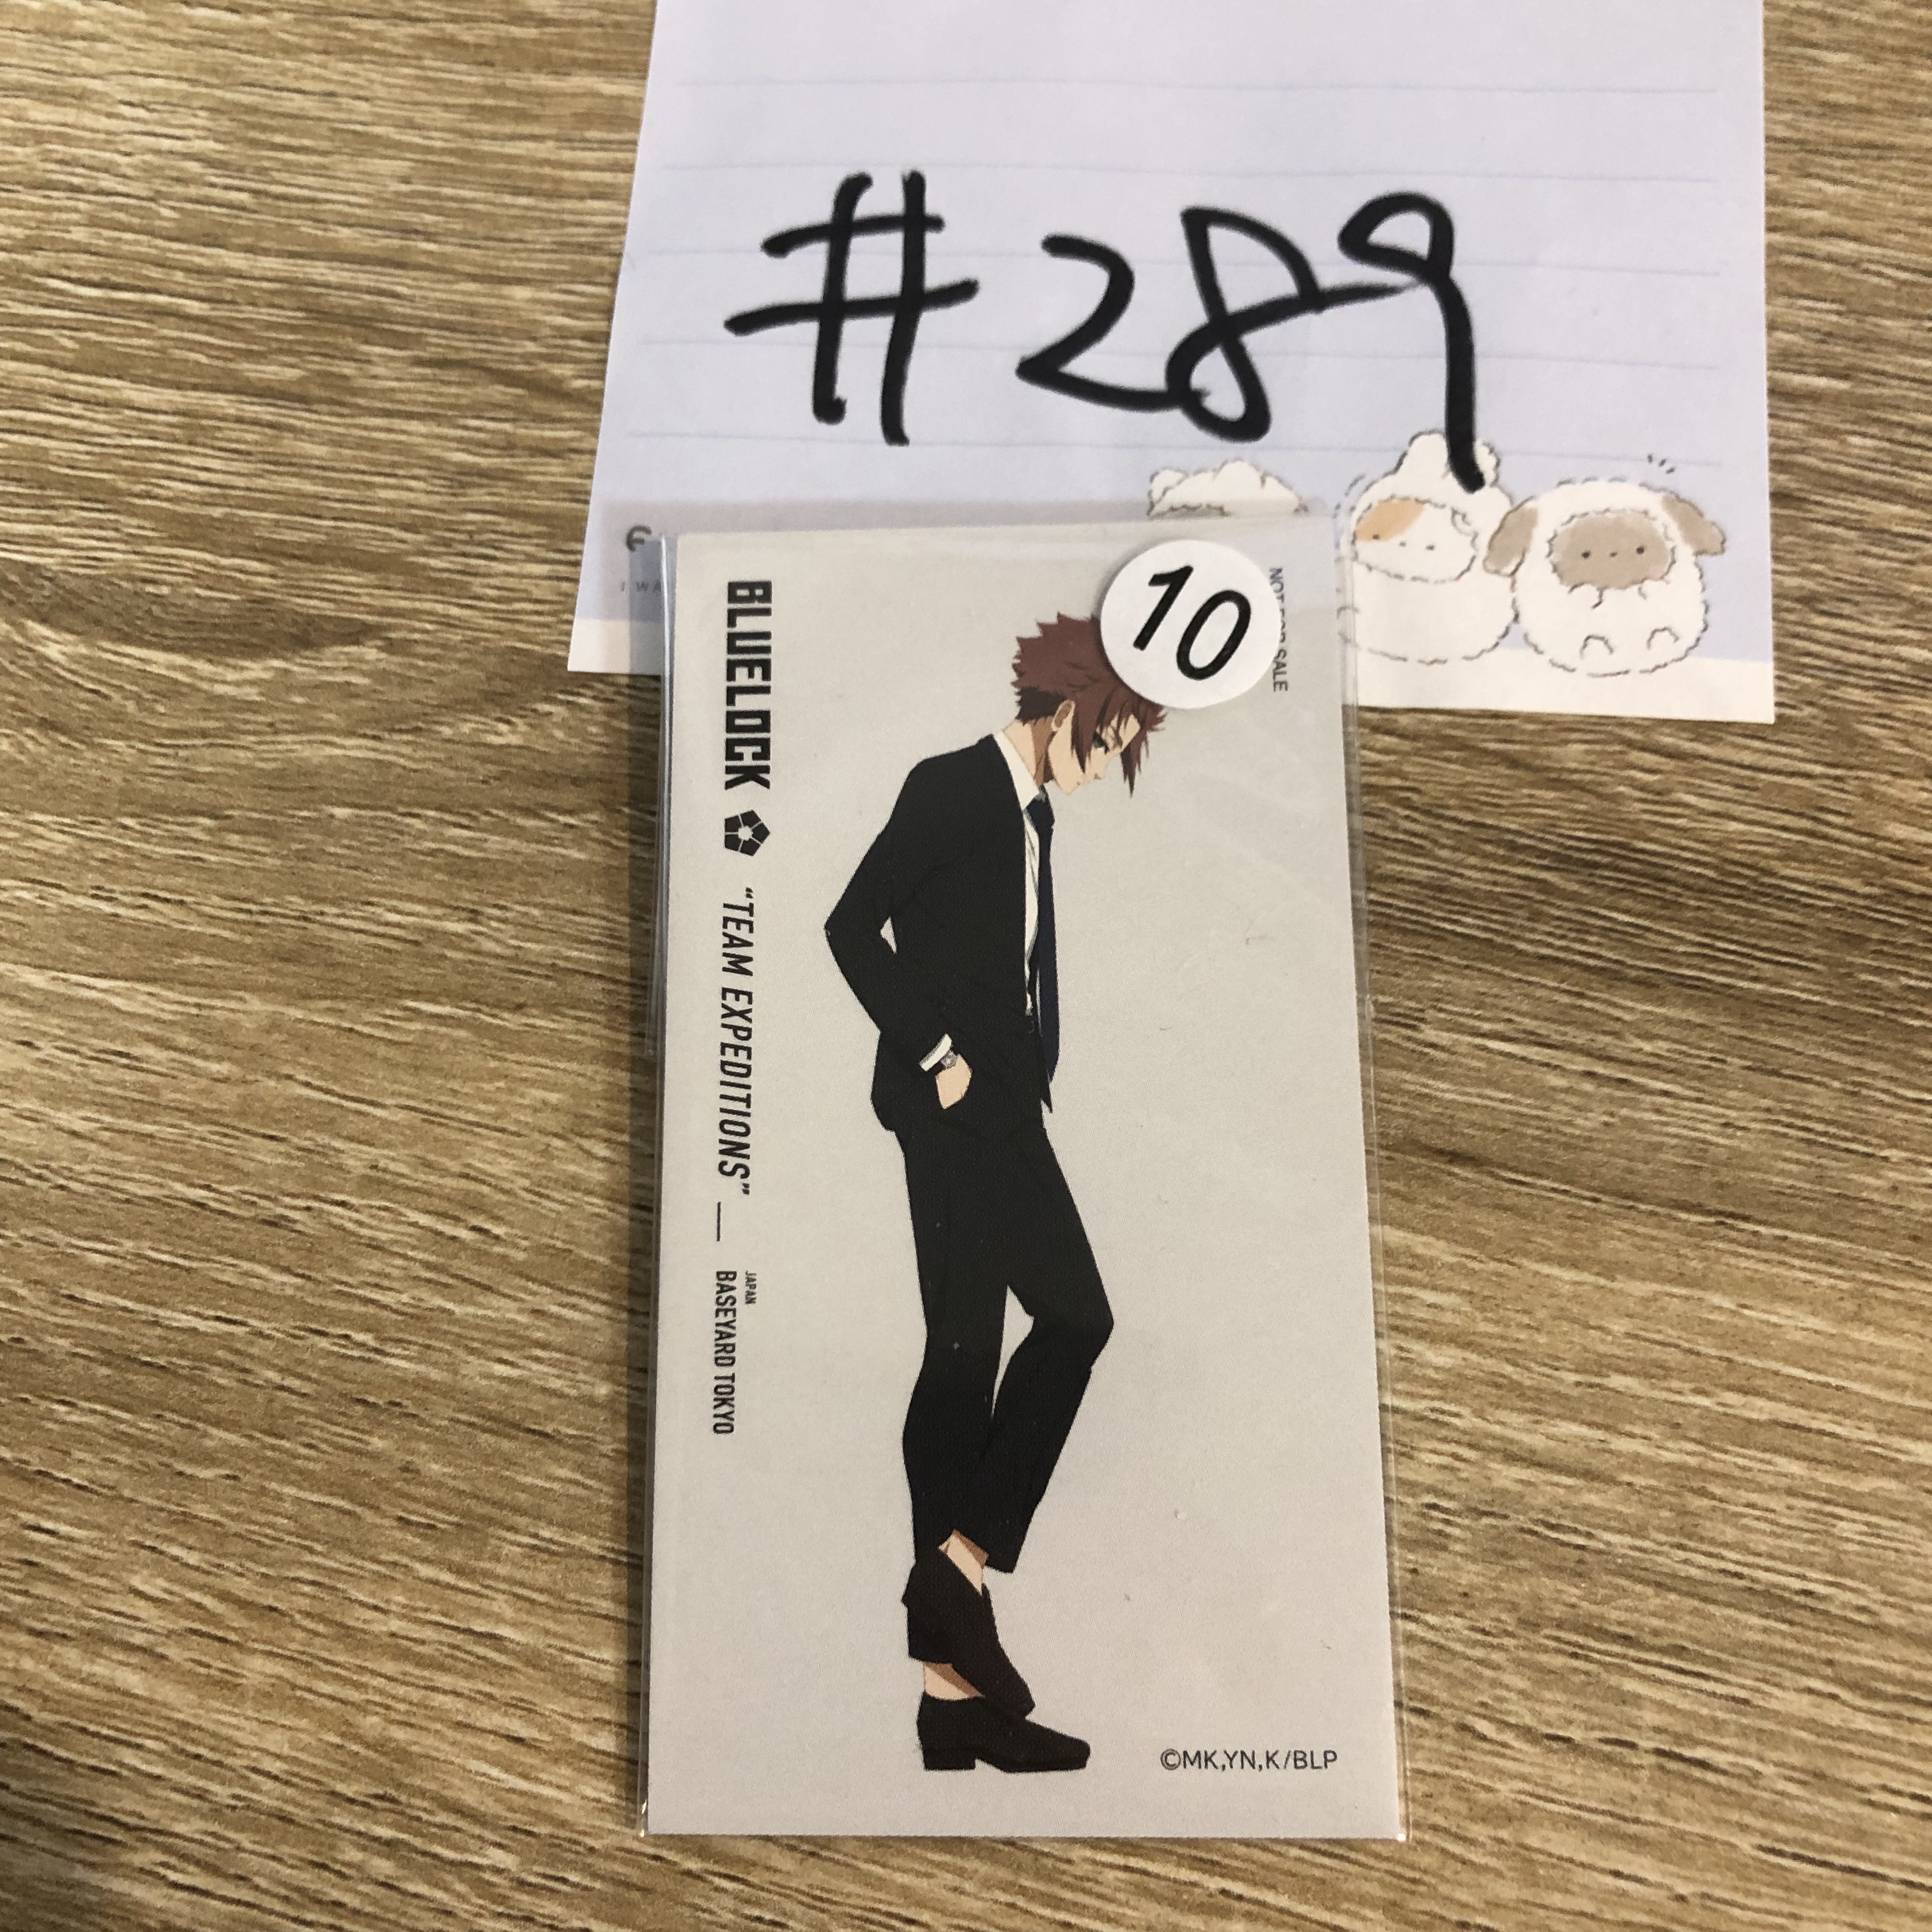 #289
10
NOT FOR SALE
BLUELOCK
“TEAM EXPEDITIONS”
JAPAN
BASEYARD TOKYO
©MK,YN,K/BLP